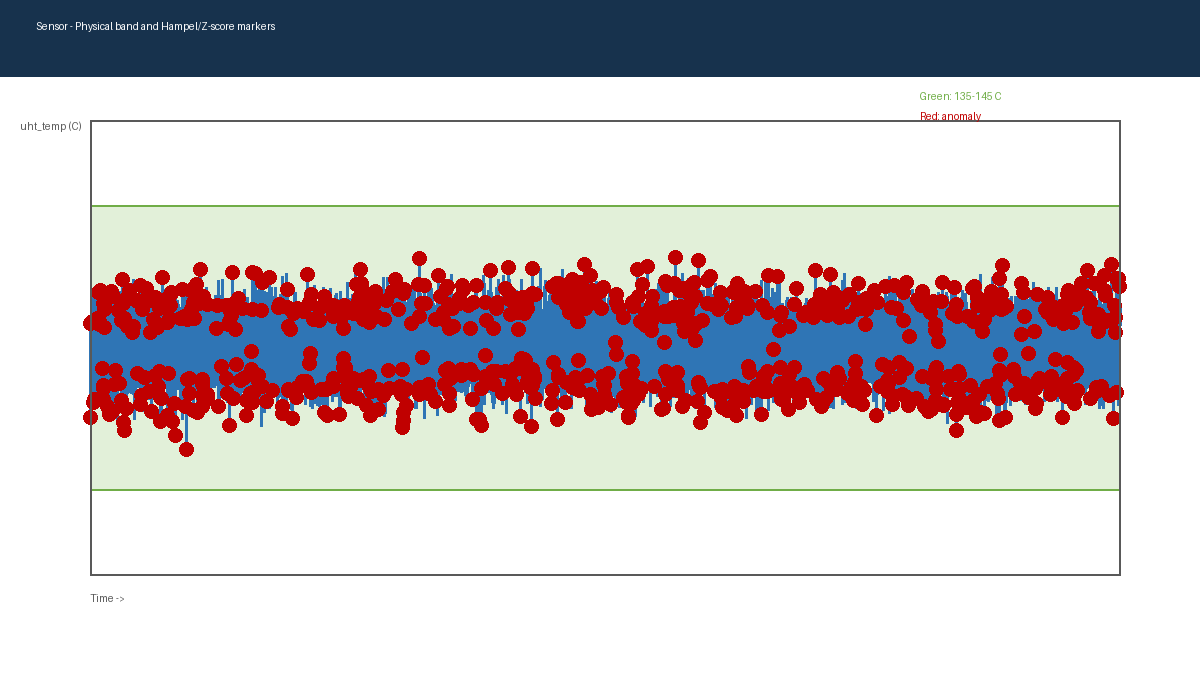 Sensor - Physical band and Hampel/Z-score markers
Green: 135-145 C
Red: anomaly
uht_temp (C)
Time ->